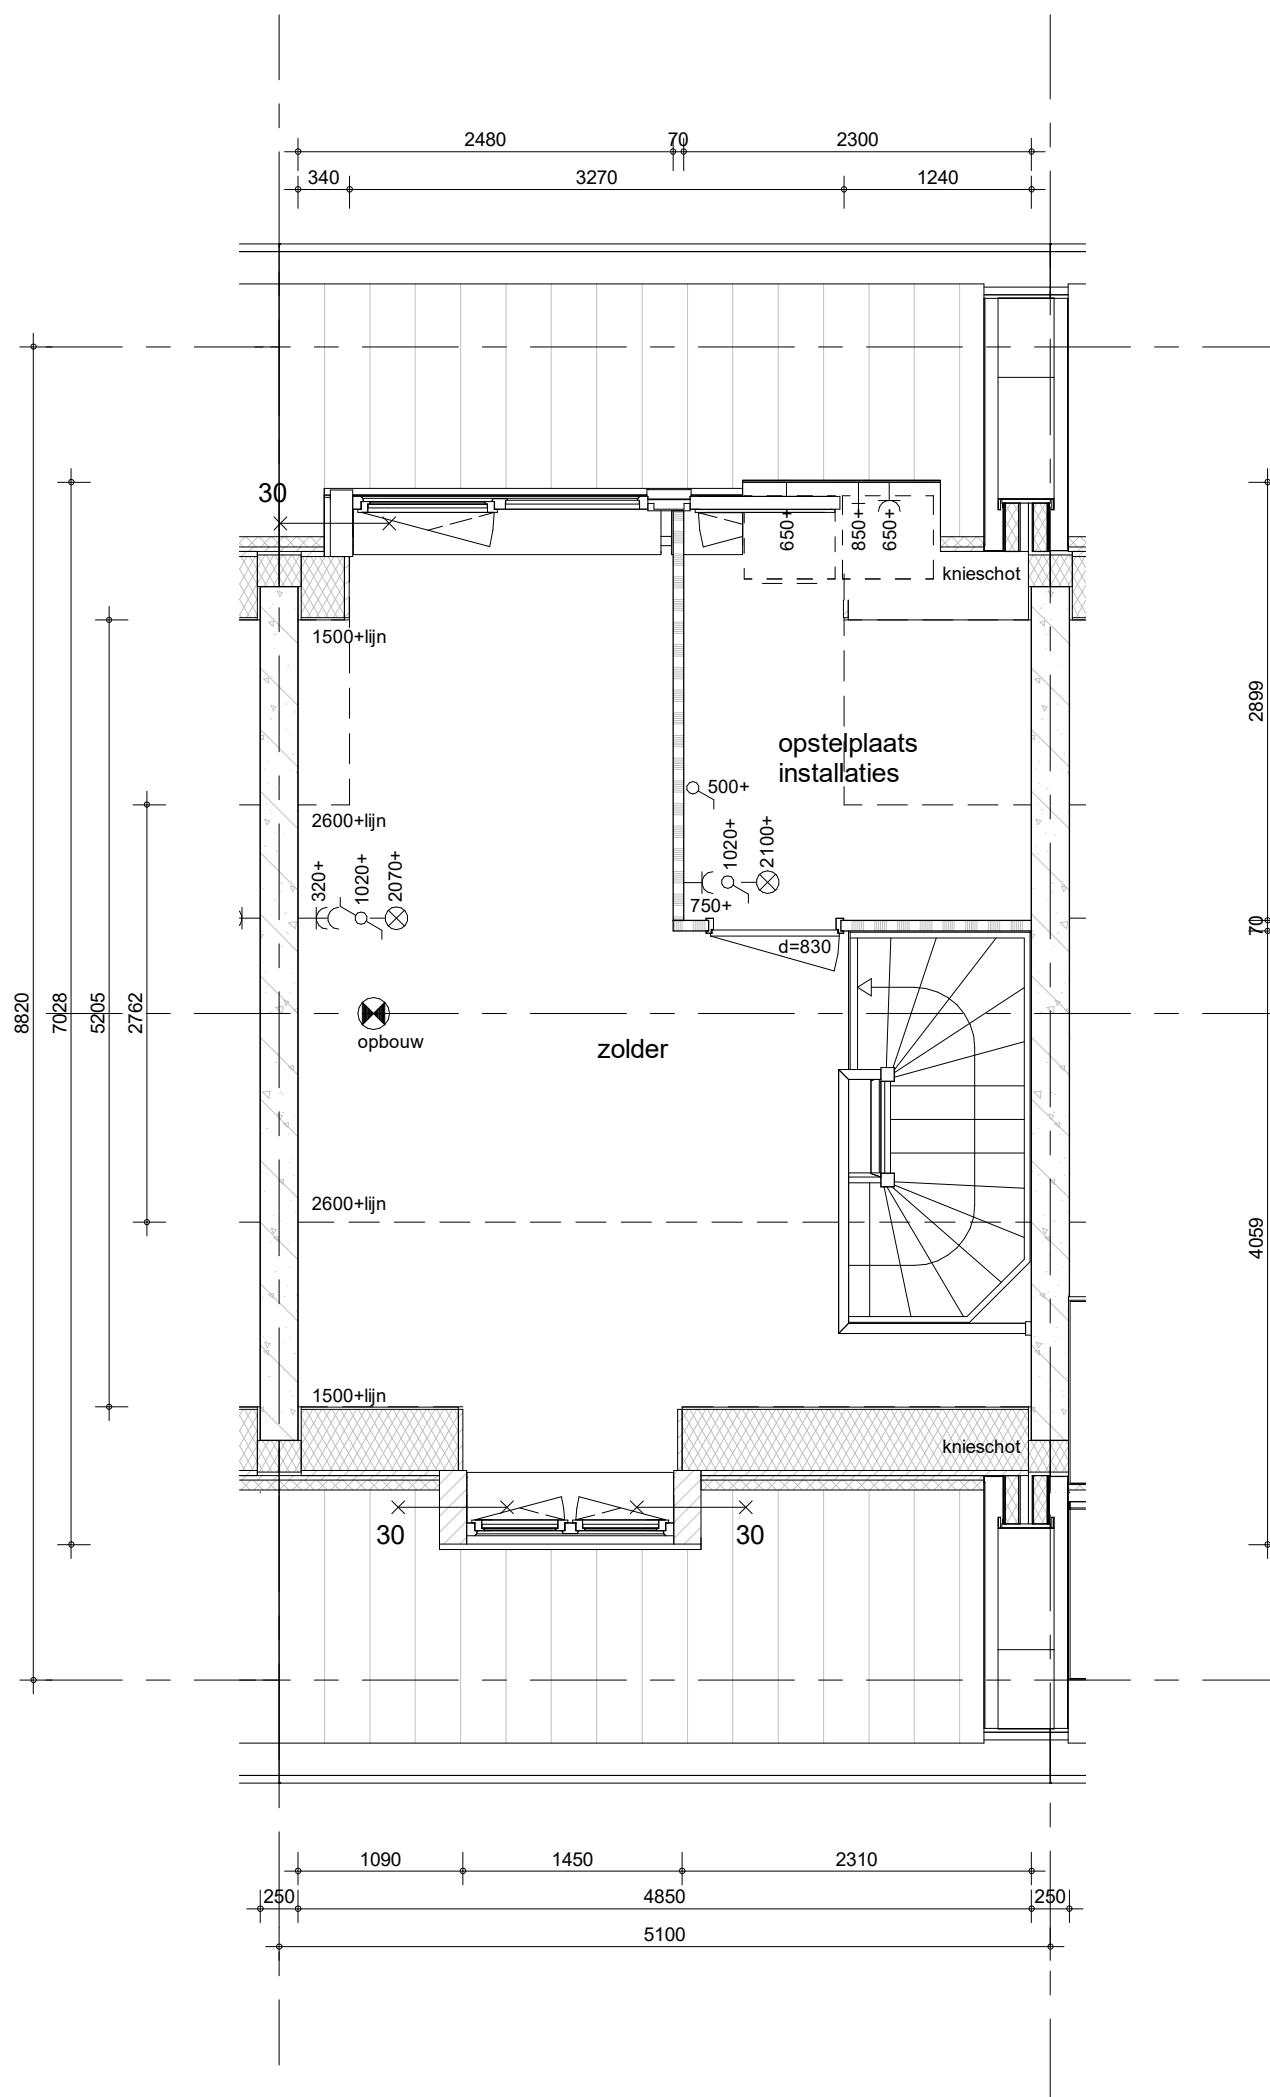 2480 70 2300
340 3270 1240
30
650+ 850+ 650+
knieschot
1500+lijn
2899
opstelplaats
installaties
500+
2600+lijn
320+ 1020+ 2070+
1020+ 2100+
750+
70
d=830
8820 7028 5205 2762
opbouw
zolder
2600+lijn
4059
1500+lijn
knieschot
30 30
1090 1450 2310
250 4850 250
5100